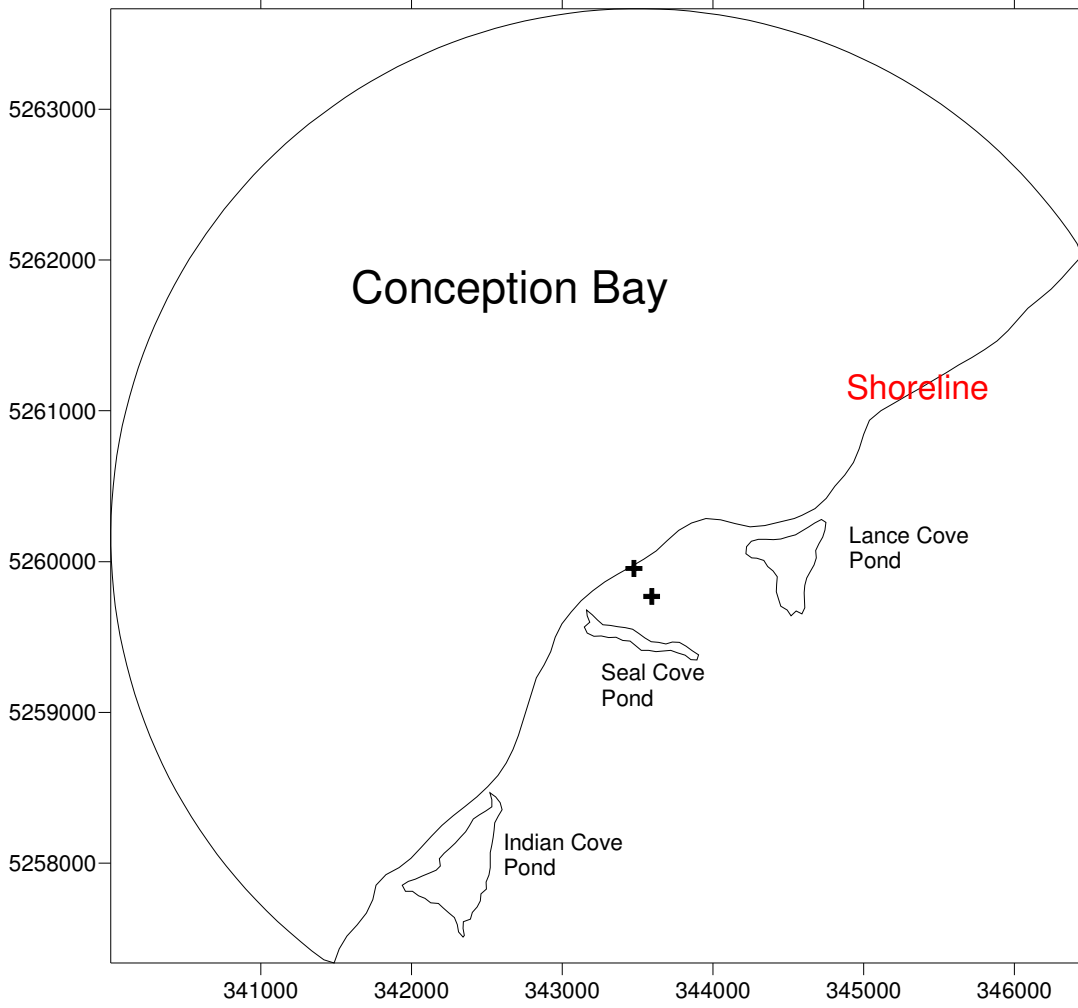 5263000
5262000
Conception Bay
Shoreline
5261000
Lance Cove
Pond
5260000
Seal Cove
Pond
5259000
Indian Cove
Pond
5258000
341000 342000 343000 344000 345000 346000